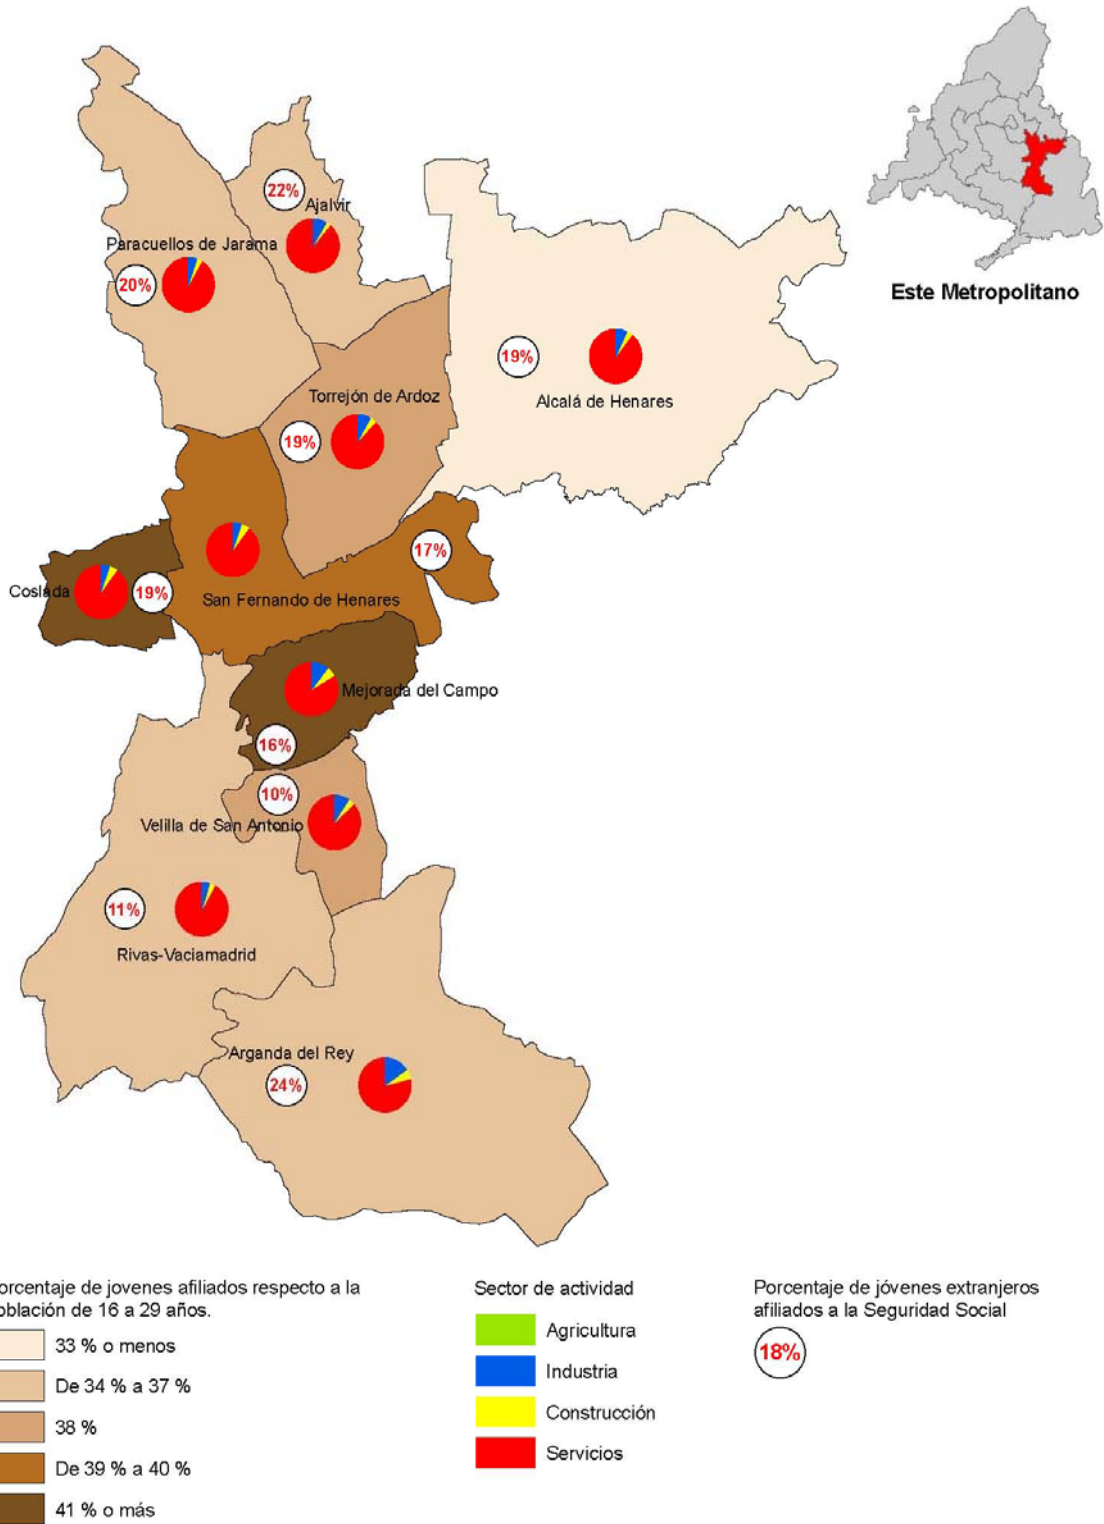 22%
Ajalvir
Paracuellos de Jarama
20%
Este Metropolitano
19%
Alcalá de Henares
Torrejón de Ardoz
19%
17%
Coslada
19%
San Fernando de Henares
Mejorada del Campo
16%
10%
Velilla de San Antonio
11%
Rivas-Vaciamadrid
Arganda del Rey
24%
orcentaje de jovenes afiliados respecto a la
oblación de 16 a 29 años.
33 % o menos
De 34 % a 37 %
38 %
De 39 % a 40 %
41 % o más
Sector de actividad
Agricultura
Industria
Construcción
Servicios
Porcentaje de jóvenes extranjeros
afiliados a la Seguridad Social
18%